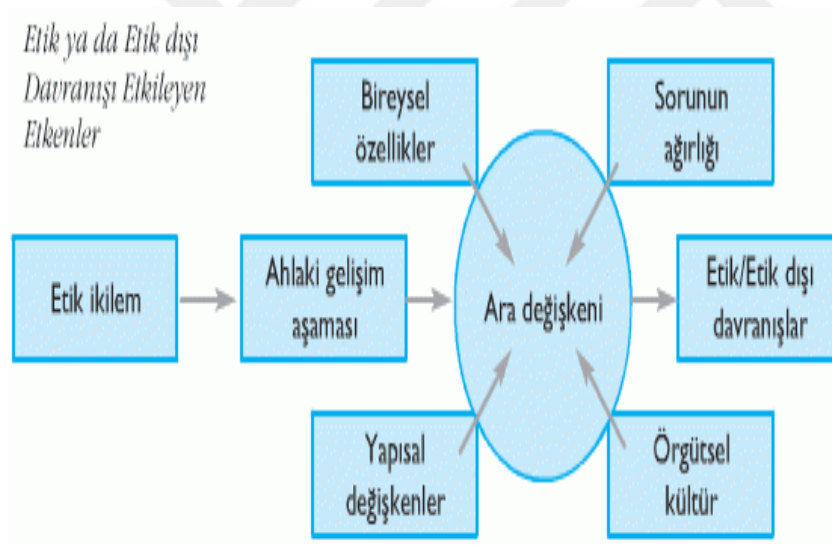 Etik ya da Etik dışı
Davranışı Etkileyen
Etkenler
Bireysel
özellikler
Sorunun
ağırlığı
Etik ikilem
Ahlaki gelişim
aşaması
Ara değişkeni
Etik/Etik dışı
davranışlar
Yapısal
değişkenler
Örgütsel
kültür